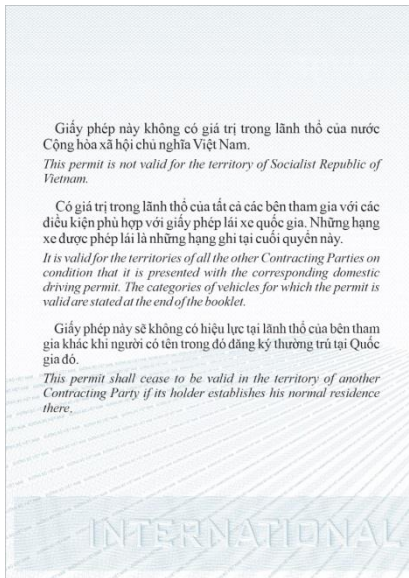 Giấy phép này không có giá trị trong lãnh thổ của nước
Cộng hòa xã hội chủ nghĩa Việt Nam.
This permit is not valid for the territory of Socialist Republic of
Vietnam.
Có giá trị trong lãnh thổ của tất cả các bên tham gia với các
điều kiện phù hợp với giấy phép lái xe quốc gia. Những hạng
xe được phép lái là những hạng ghi tại cuối quyển này.
It is valid for the territories of all the other Contracting Parties on
condition that it is presented with the corresponding domestic
driving permit. The categories of vehicles for which the permit is
valid are stated at the end of the booklet.
Giấy phép này sẽ không có hiệu lực tại lãnh thổ của bên tham
gia khác khi người có tên trong đó đăng ký thường trú tại Quốc
gia đó.
This permit shall cease to be valid in the territory of another
Contracting Party if its holder establishes his normal residence
there.
INTERNATIONAL